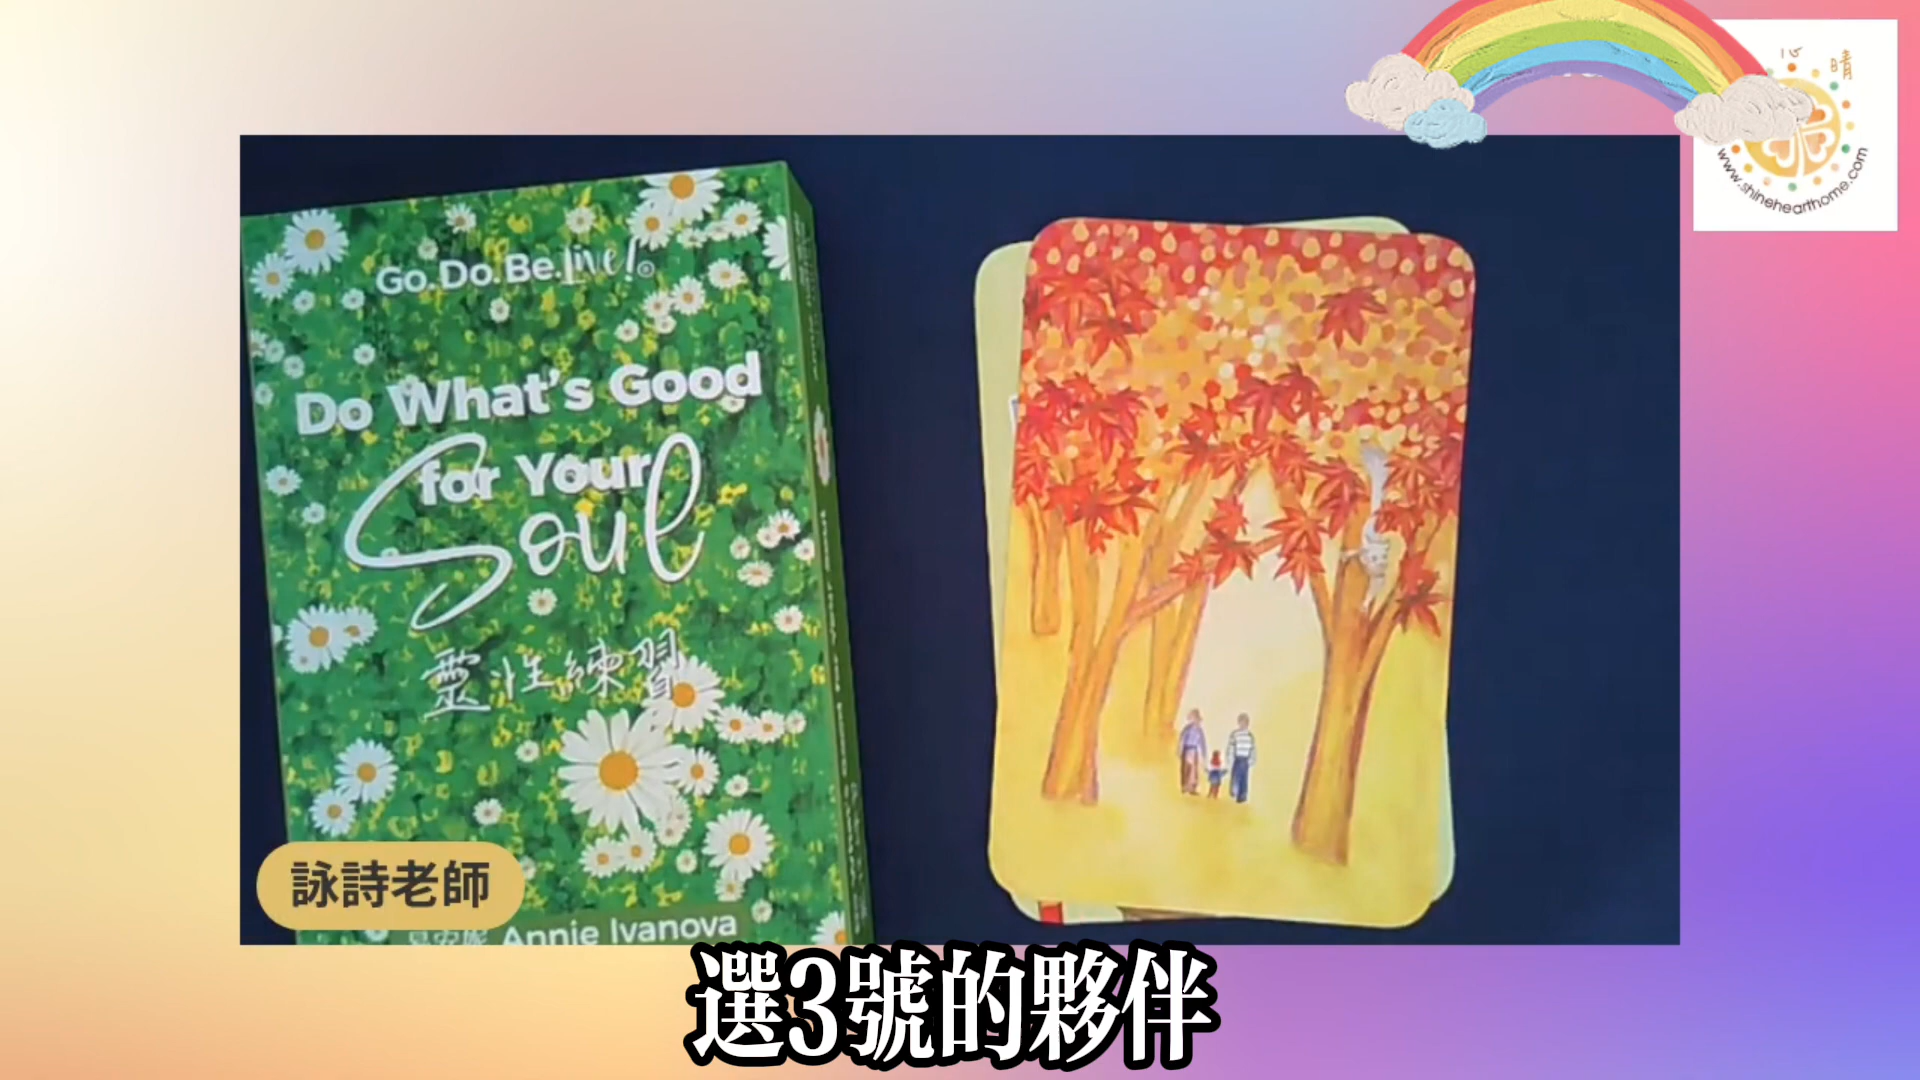 晴
www.shinehearthome.com
Go.Do.Be.Live!®
Do What's Good
for Your
Soul
靈性練習
詠詩老師
Annie Ivanova
選3號的夥伴